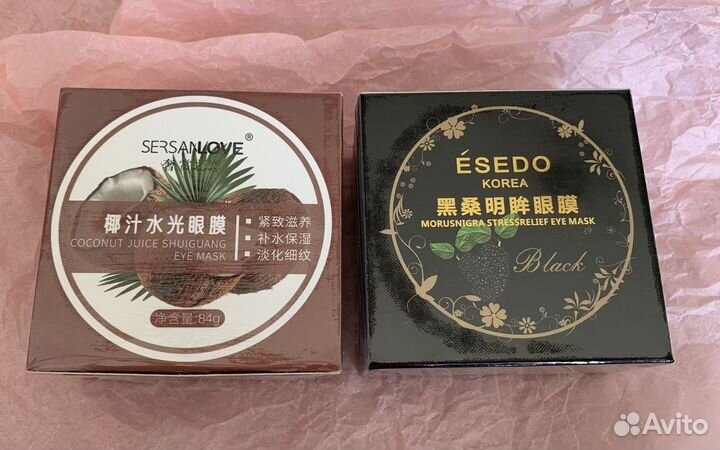 SERSANLOVE®
椰汁水光眼膜
COCONUT JUICE SHUIGUANG
EYE MASK
紧致滋养
补水保湿
淡化细纹
净含量:84g
ÉSEDO
KOREA
黑桑明眸眼膜
MORUSNIGRA STRESSRELIEF EYE MASK
Black
Avito